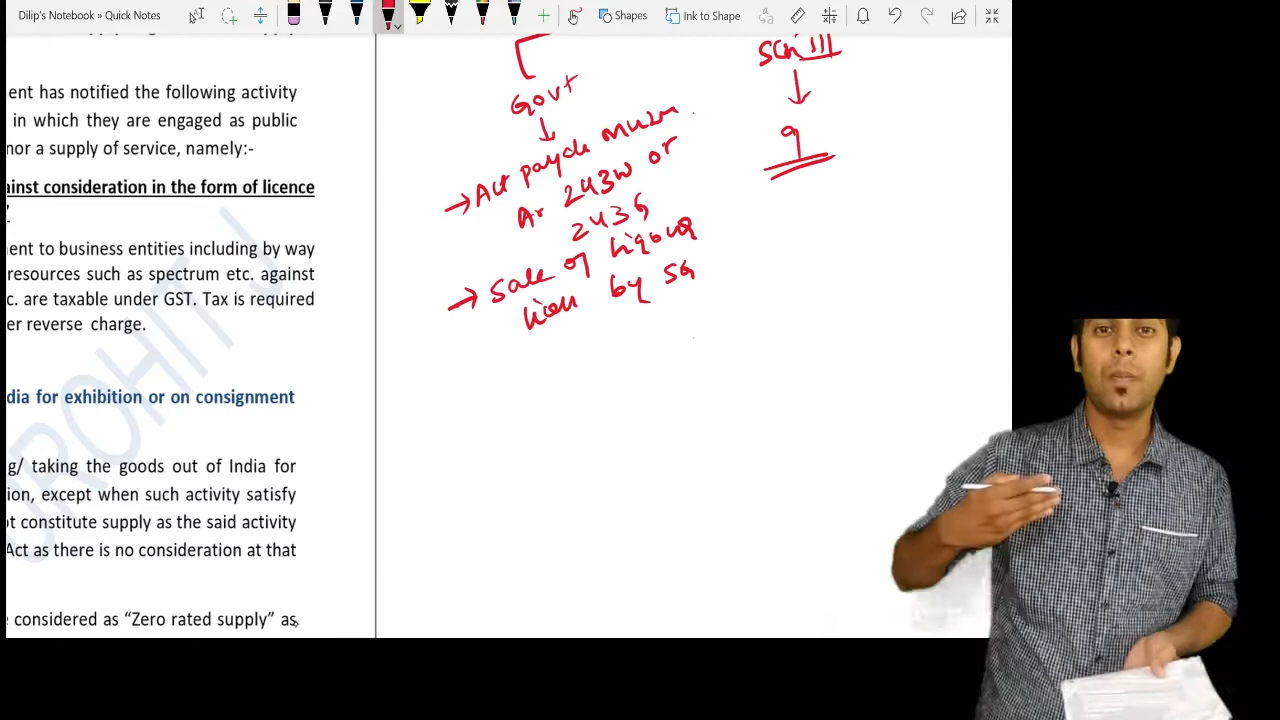 Dilip's Notebook » Quick Notes
Shapes
Ink to Shape
ent has notified the following activity
in which they are engaged as public
nor a supply of service, namely:-
ainst consideration in the form of licence
ment to business entities including by way
resources such as spectrum etc. against
c. are taxable under GST. Tax is required
er reverse charge.
dia for exhibition or on consignment
g/ taking the goods out of India for
ion, except when such activity satisfy
ot constitute supply as the said activity
Act as there is no consideration at that
e considered as “Zero rated supply” as
UROHIT J
Govt
→ Act
Ar 243W or
243G
→ Sale of
by SG
Sch III
9